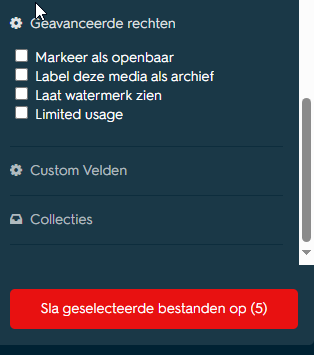 Geavanceerde rechten
Markeer als openbaar
Label deze media als archief
Laat watermerk zien
Limited usage
Custom Velden
Collecties
Sla geselecteerde bestanden op (5)